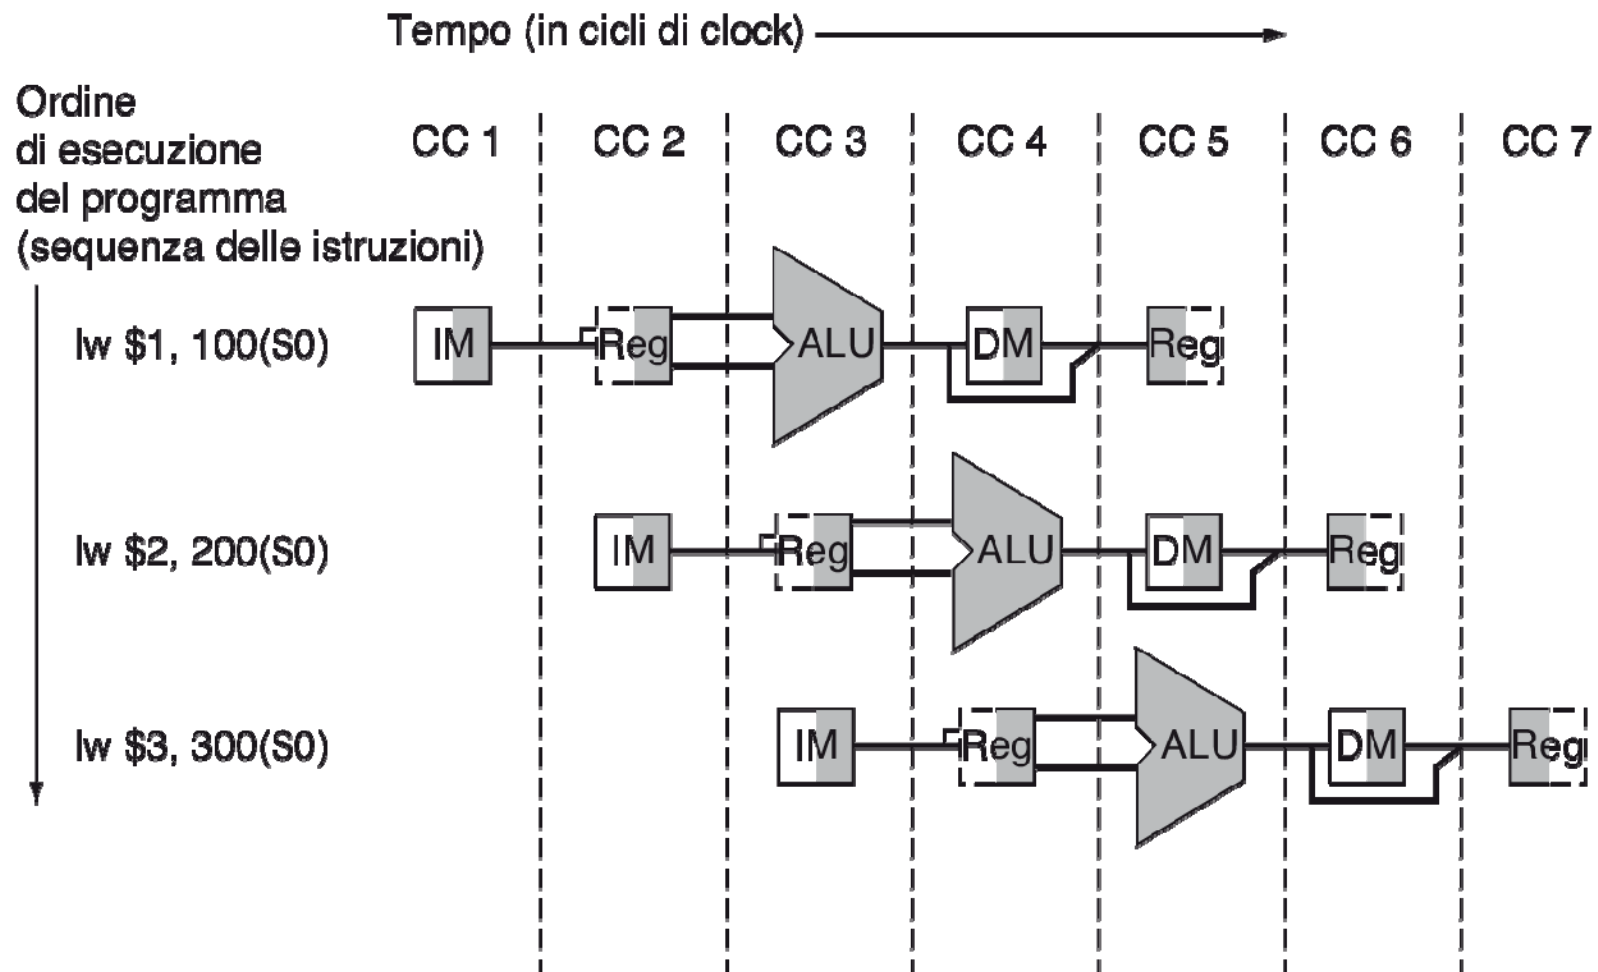 Tempo (in cicli di clock)
Ordine
di esecuzione
del programma
(sequenza delle istruzioni)
CC 1 CC 2 CC 3 CC 4 CC 5 CC 6 CC 7
lw $1, 100(S0) IM Reg ALU DM Reg
lw $2, 200(S0) IM Reg ALU DM Reg
lw $3, 300(S0) IM Reg ALU DM Reg